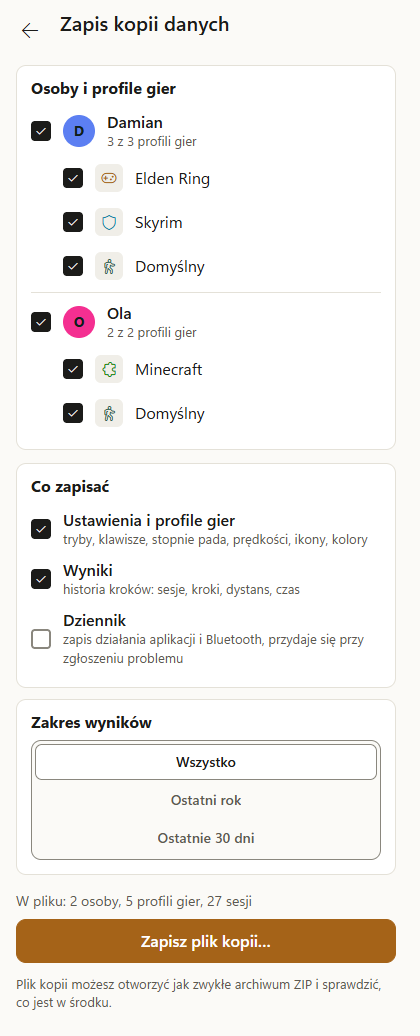 Zapis kopii danych
Osoby i profile gier
D
Damian
3 z 3 profili gier
Elden Ring
Skyrim
Domyślny
O
Ola
2 z 2 profili gier
Minecraft
Domyślny
Co zapisać
Ustawienia i profile gier
tryby, klawisze, stopnie pada, prędkości, ikony, kolory
Wyniki
historia kroków: sesje, kroki, dystans, czas
Dziennik
zapis działania aplikacji i Bluetooth, przydaje się przy
zgłoszeniu problemu
Zakres wyników
Wszystko
Ostatni rok
Ostatnie 30 dni
W pliku: 2 osoby, 5 profili gier, 27 sesji
Zapisz plik kopii...
Plik kopii możesz otworzyć jak zwykłe archiwum ZIP i sprawdzić,
co jest w środku.